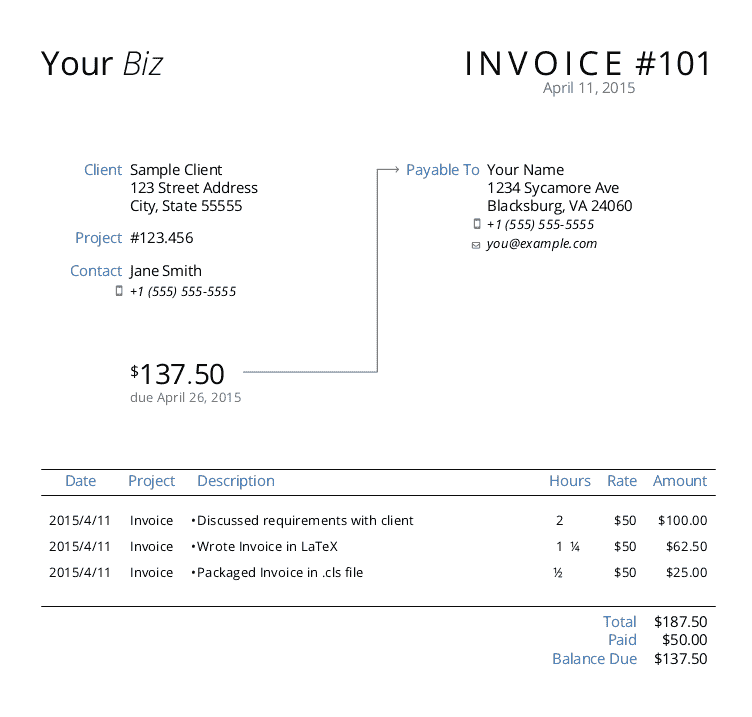 Your Biz
INVOICE #101
April 11, 2015
Client Sample Client
123 Street Address
City, State 55555
Project #123.456
Contact Jane Smith
+1 (555) 555-5555
Payable To Your Name
1234 Sycamore Ave
Blacksburg, VA 24060
+1 (555) 555-5555
you@example.com
$137.50
due April 26, 2015
Date Project Description Hours Rate Amount
2015/4/11 Invoice •Discussed requirements with client 2 $50 $100.00
2015/4/11 Invoice •Wrote Invoice in LaTeX 1 ¼ $50 $62.50
2015/4/11 Invoice •Packaged Invoice in .cls file ½ $50 $25.00
Total $187.50
Paid $50.00
Balance Due $137.50